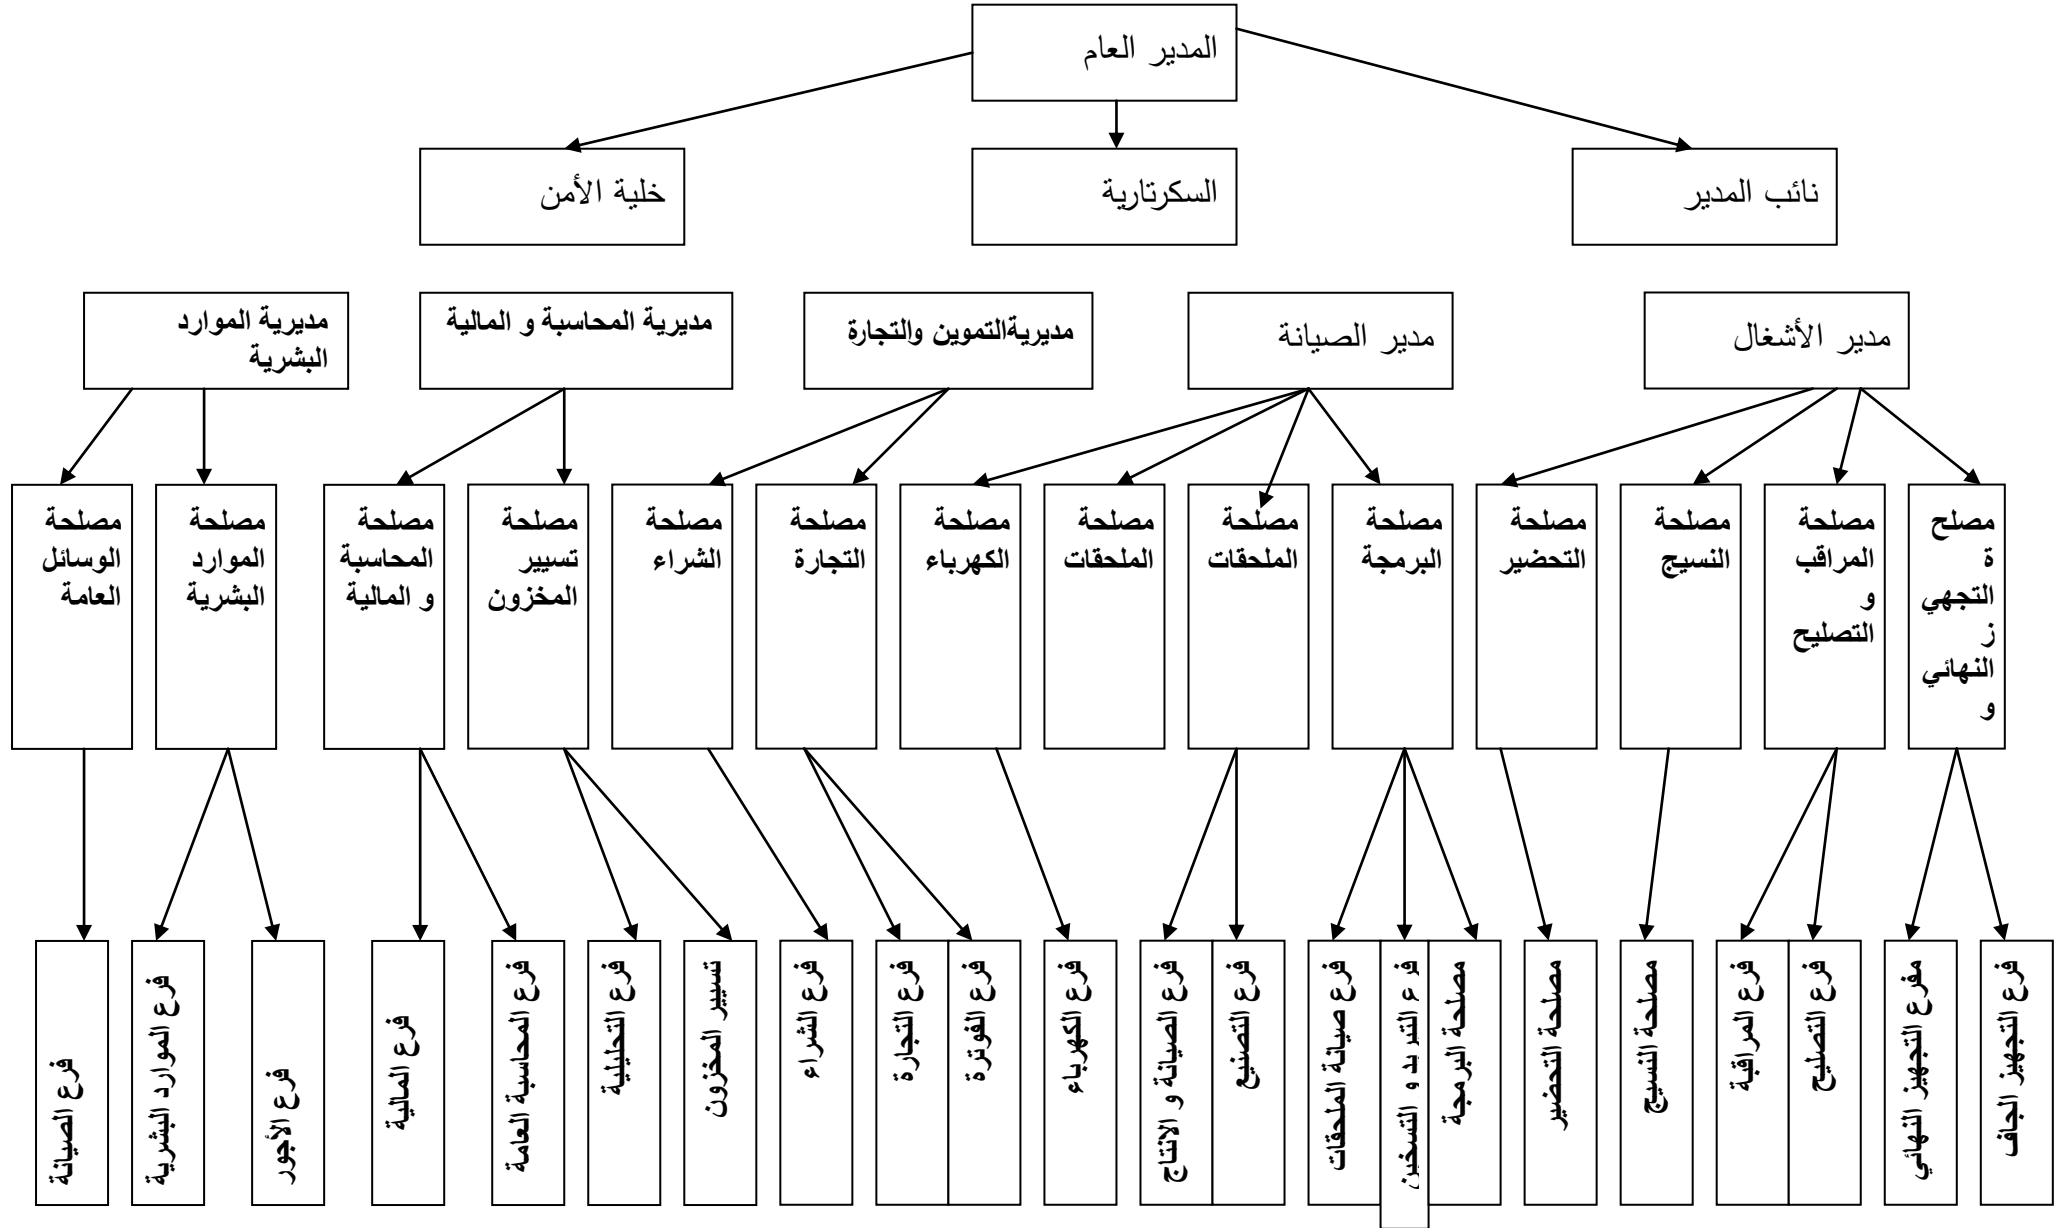 المدير العام
نائب المدير
السكرتارية
خلية الأمن
مدير الأشغال
مدير الصيانة
مديريةالتموين والتجارة
مديرية المحاسبة و المالية
مديرية الموارد
البشرية
مصلح
ة
التجهي
ز
النهائي
و
مصلحة
المراقب
و
التصليح
مصلحة
النسيج
مصلحة
التحضير
مصلحة
البرمجة
مصلحة
الملحقات
مصلحة
الملحقات
مصلحة
الكهرباء
مصلحة
التجارة
مصلحة
الشراء
مصلحة
تسيير
المخزون
مصلحة
المحاسبة
و المالية
مصلحة
الموارد
البشرية
مصلحة
الوسائل
العامة
فرع التجهيز الجاف
مفرع التجهيز النهائي
فرع التصليح
فرع المراقبة
مصلحة النسيج
مصلحة التحضير
مصلحة البرمجة
فرع التبريد و التسخين
فرع صيانة الملحقات
فرع التصنيع
فرع الصيانة و الانتاج
فرع الكهرباء
فرع الفوترة
فرع التجارة
فرع الشراء
تسيير المخزون
فرع التحليلية
فرع المحاسبة العامة
فرع المالية
فرع الأجور
فرع الموارد البشرية
فرع الصيانة